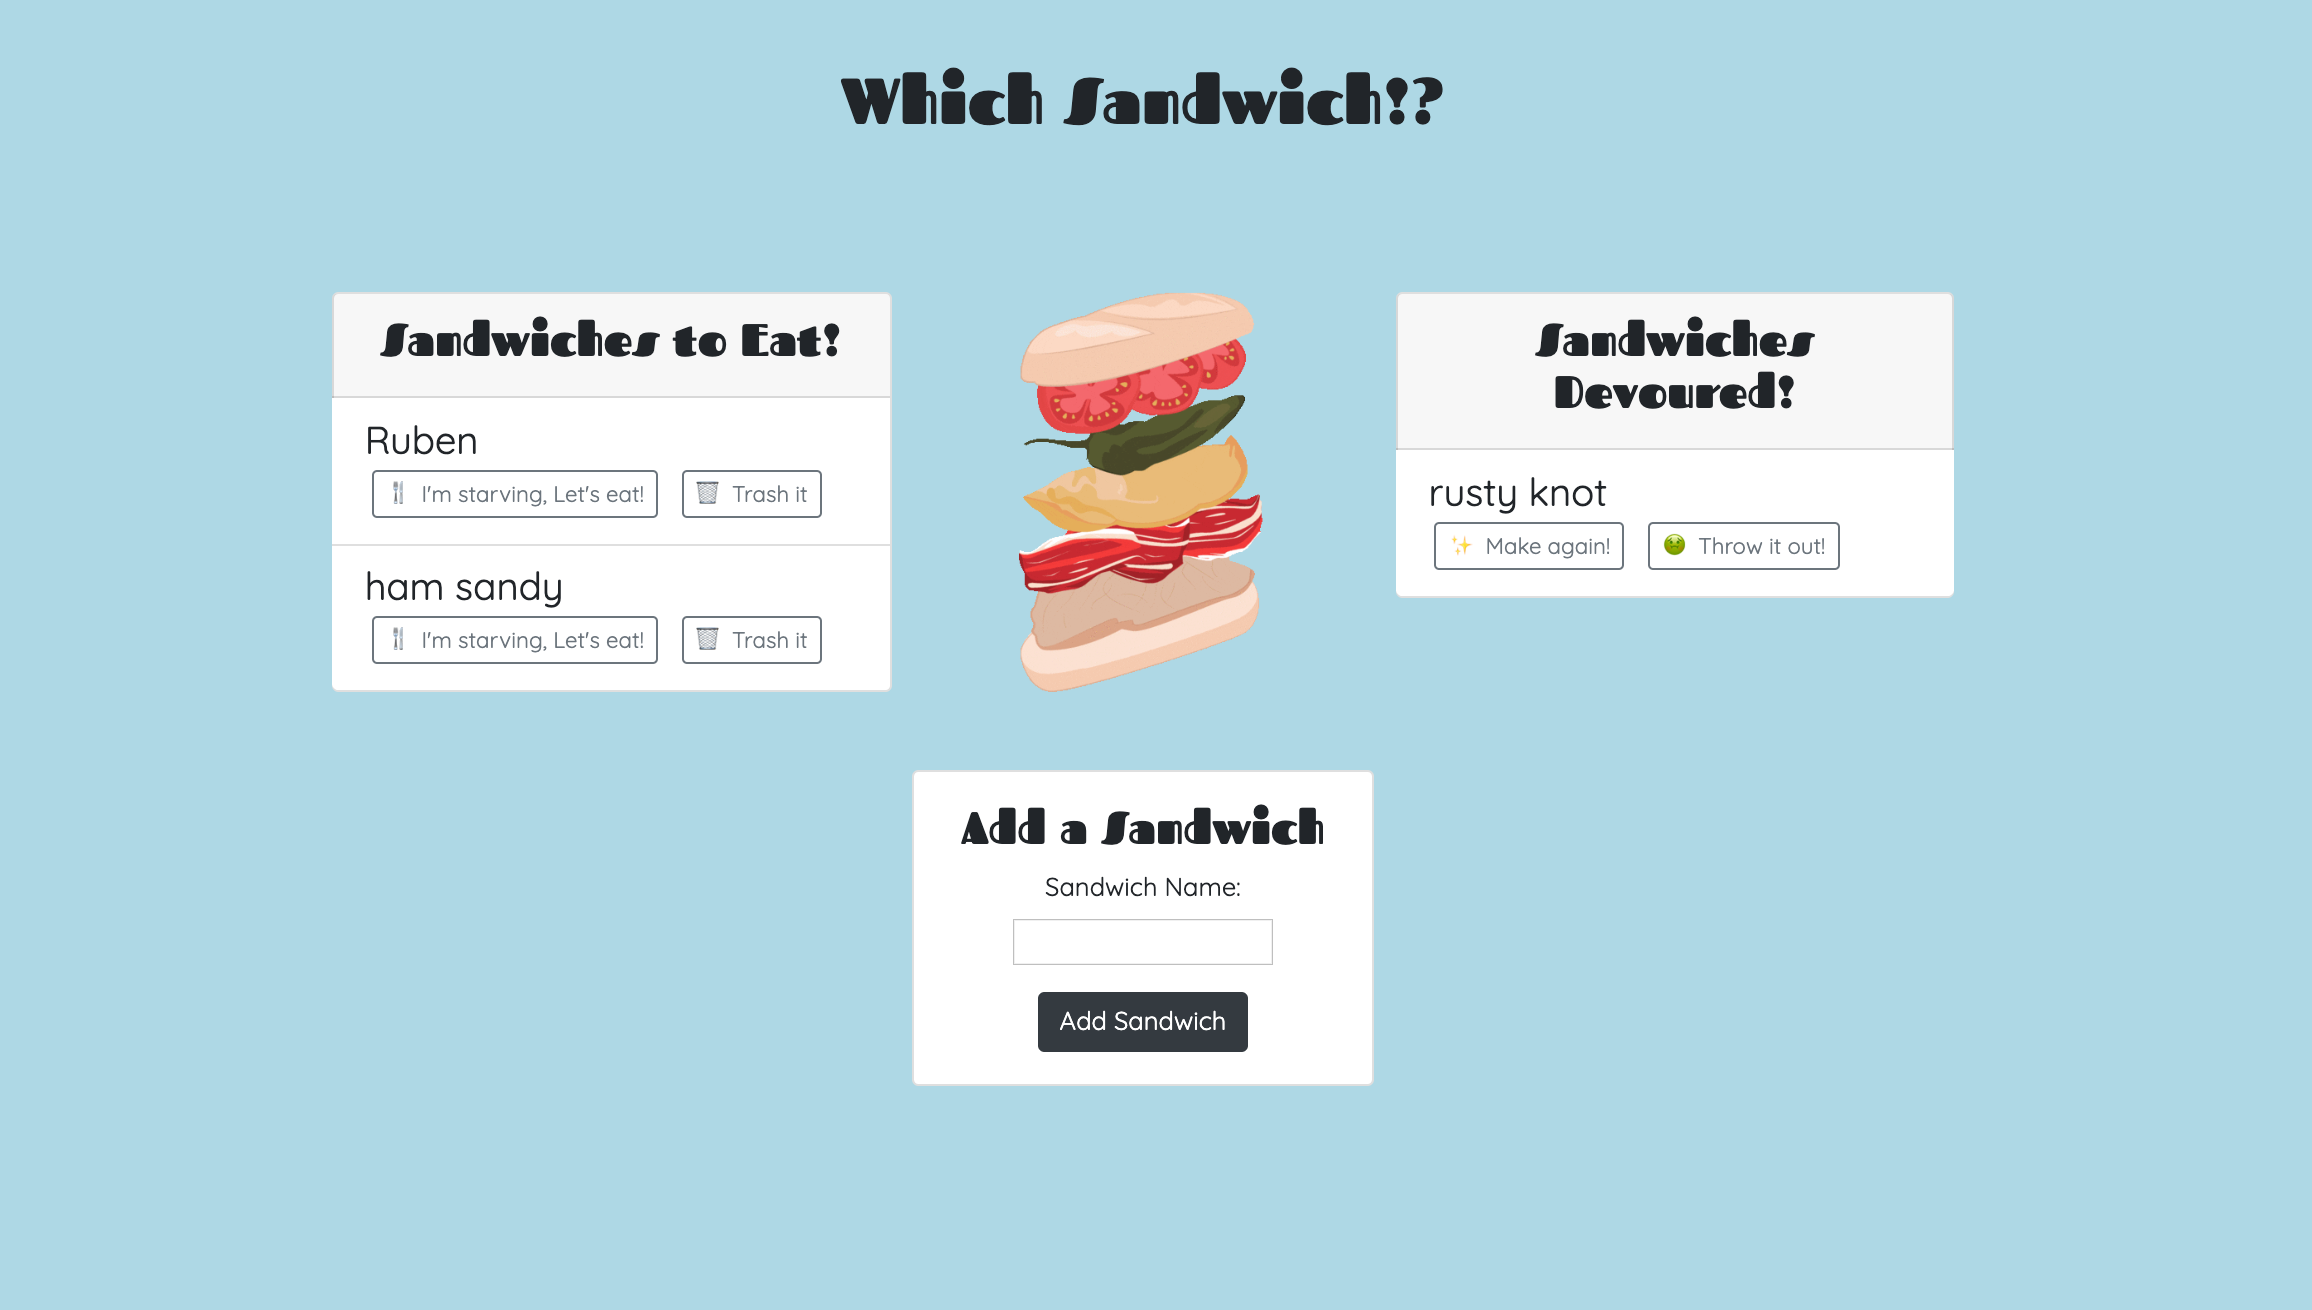 Which Sandwich!?
Sandwiches to Eat!
Ruben
I'm starving, Let's eat!
Trash it
ham sandy
I'm starving, Let's eat!
Trash it
Sandwiches
Devoured!
rusty knot
Make again!
Throw it out!
Add a Sandwich
Sandwich Name:
Add Sandwich